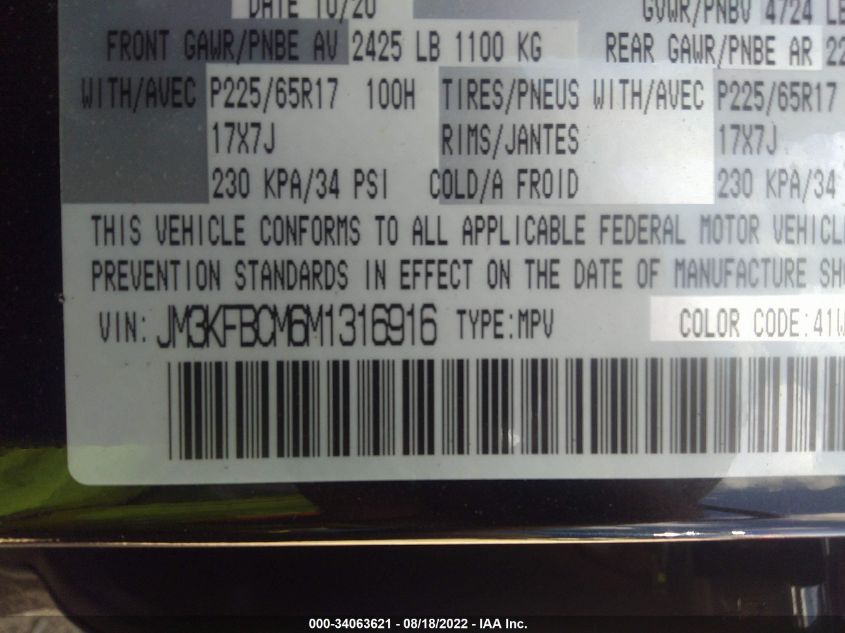 DATE 10/20
GVWR/PNBV 4724 LB
FRONT GAWR/PNBE AV 2425 LB 1100 KG
REAR GAWR/PNBE AR 22
WITH/AVEC P225/65R17 100H TIRES/PNEUS WITH/AVEC P225/65R17
17X7J RIMS/JANTES 17X7J
230 KPA/34 PSI COLD/A FROID 230 KPA/34
THIS VEHICLE CONFORMS TO ALL APPLICABLE FEDERAL MOTOR VEHICL
PREVENTION STANDARDS IN EFFECT ON THE DATE OF MANUFACTURE SHO
VIN: JM3KFBCM6M1316916 TYPE:MPV COLOR CODE:41W
000-34063621 - 08/18/2022 - IAA Inc.